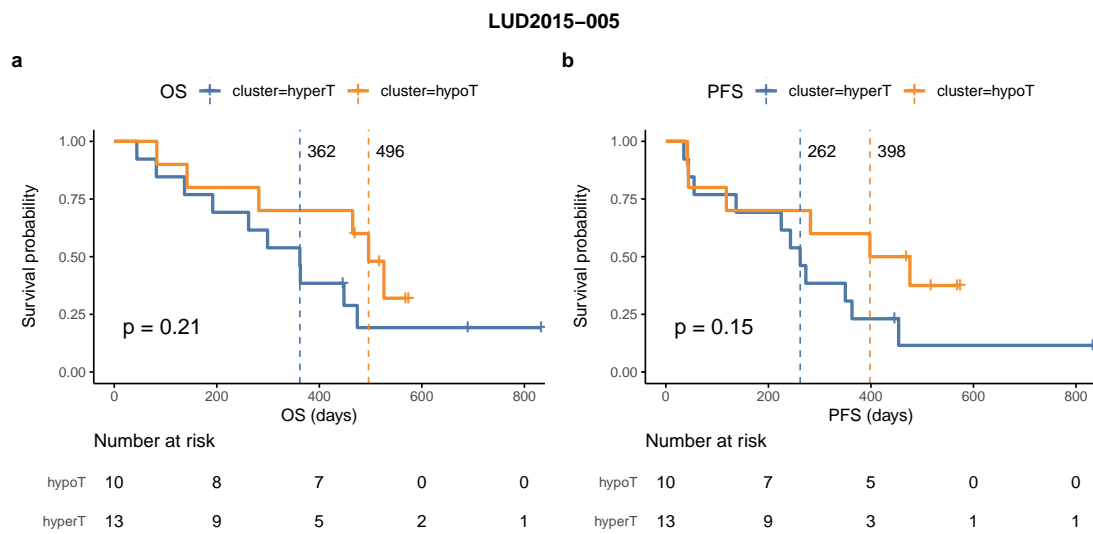 LUD2015−005
a
OS cluster=hyperT cluster=hypoT
362 496
1.00
0.75
0.50
0.25
0.00
Survival probability
p = 0.21
0 200 400 600 800
OS (days)
Number at risk
hypoT 10 8 7 0 0
hyperT 13 9 5 2 1
b
PFS cluster=hyperT cluster=hypoT
262 398
1.00
0.75
0.50
0.25
0.00
Survival probability
p = 0.15
0 200 400 600 800
PFS (days)
Number at risk
hypoT 10 7 5 0 0
hyperT 13 9 3 1 1